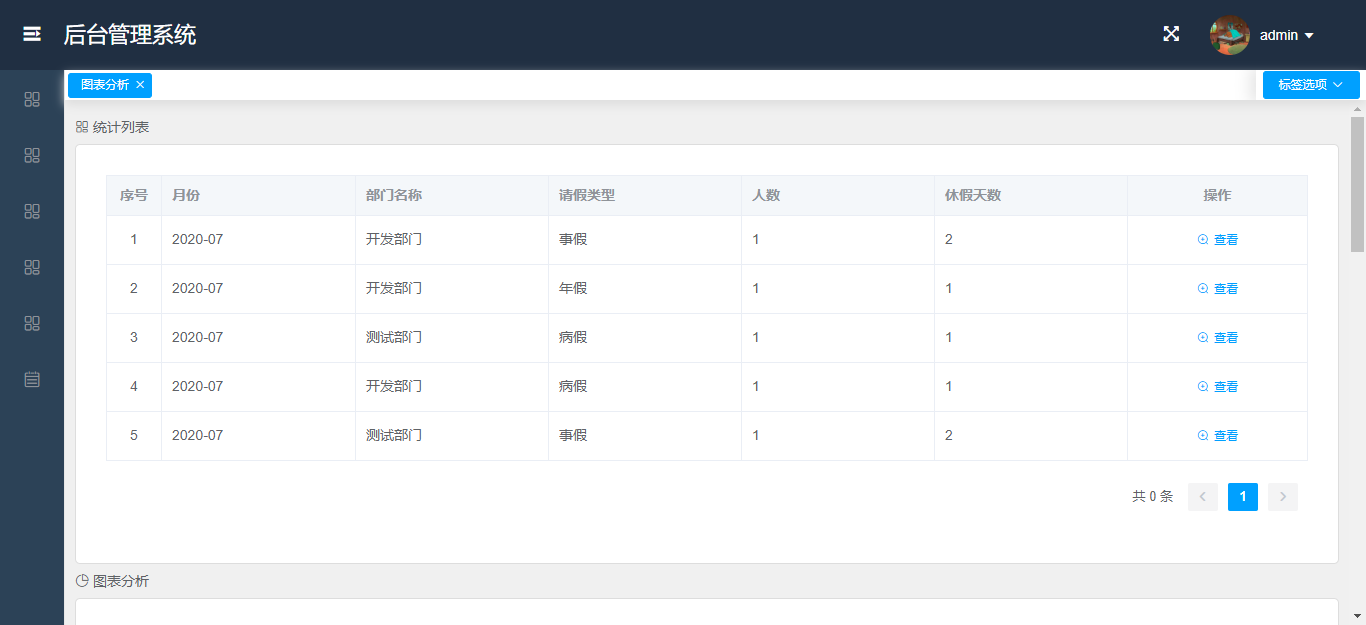 后台管理系统
admin
图表分析
标签选项
统计列表
序号 月份 部门名称 请假类型 人数 休假天数 操作
1 2020-07 开发部门 事假 1 2 查看
2 2020-07 开发部门 年假 1 1 查看
3 2020-07 测试部门 病假 1 1 查看
4 2020-07 开发部门 病假 1 1 查看
5 2020-07 测试部门 事假 1 2 查看
共 0 条 1
图表分析